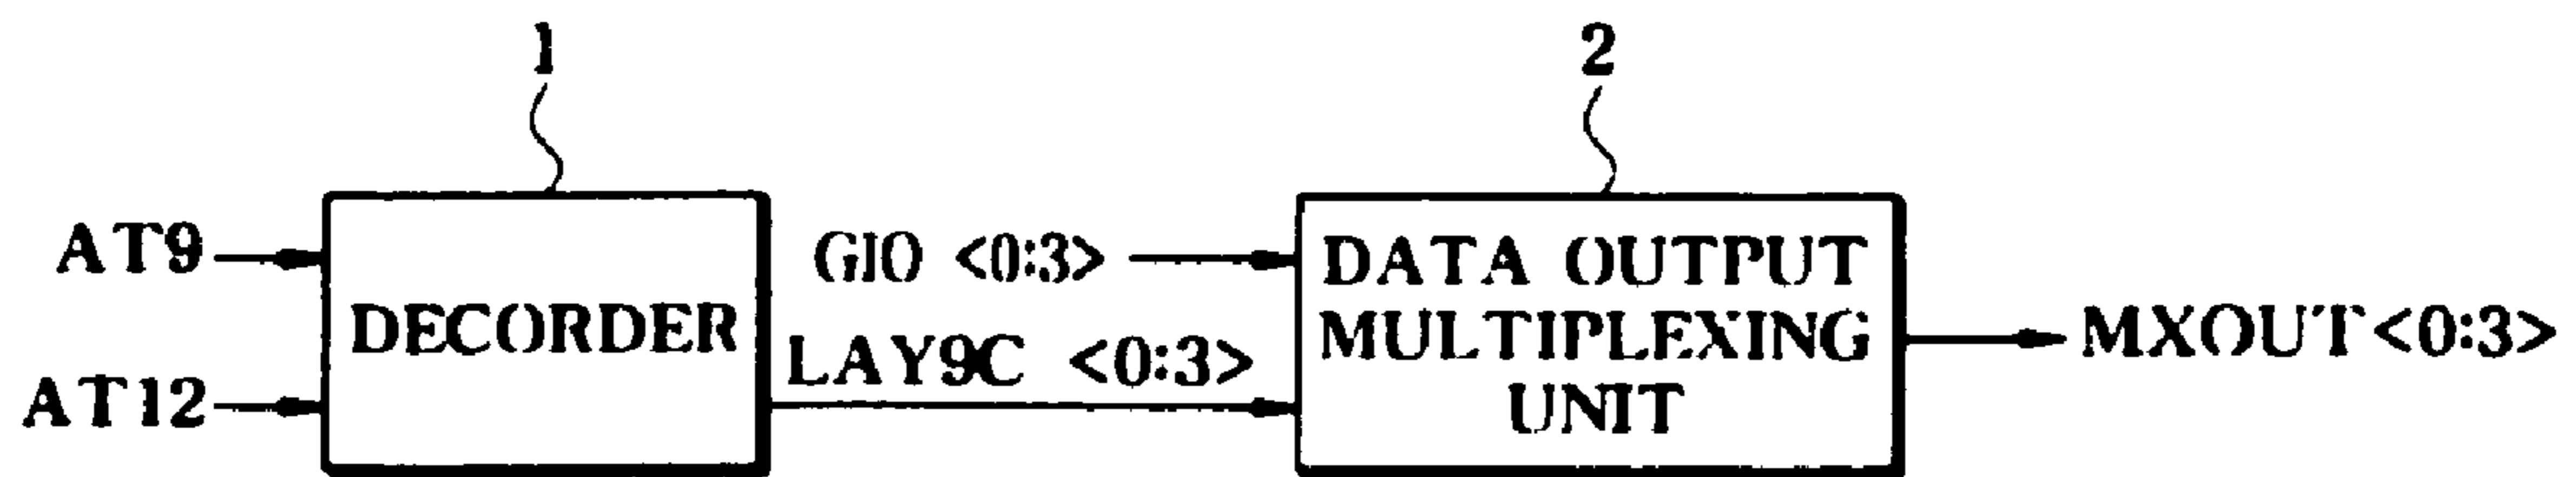 1
2
AT9
AT12
DECORDER
GIO <0:3>
LAY9C <0:3>
DATA OUTPUT
MULTIPLEXING
UNIT
MXOUT<0:3>